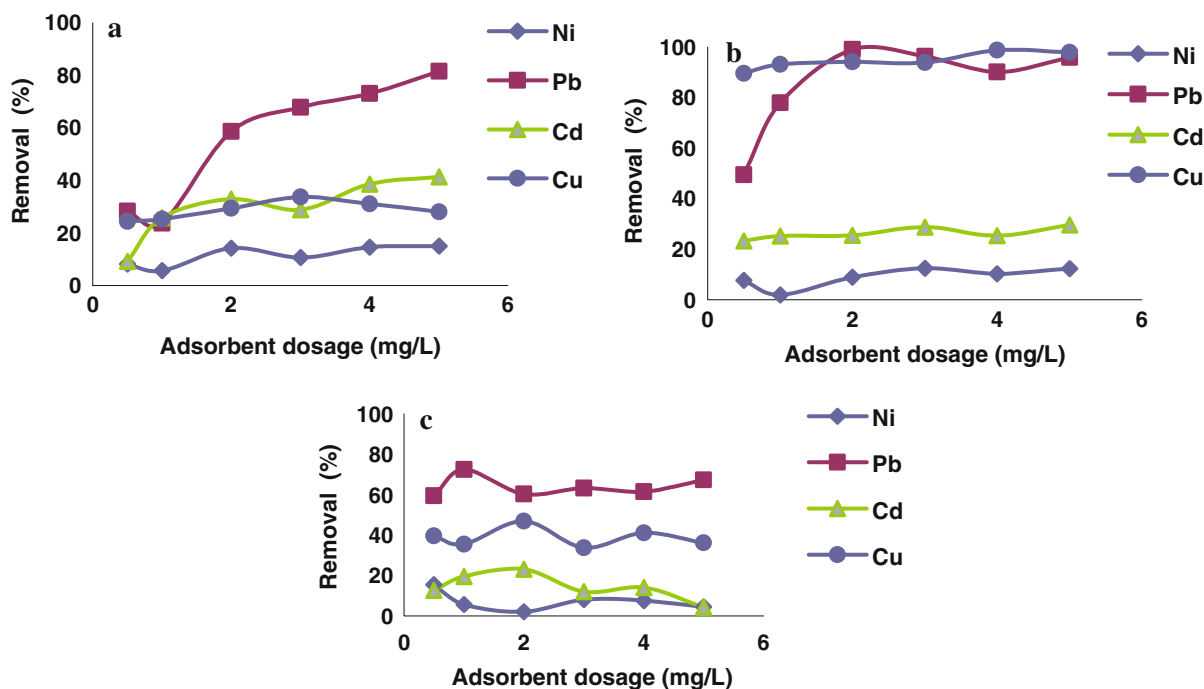 a
100
80
60
40
20
0
0 2 4 6
Removal (%)
Adsorbent dosage (mg/L)
Ni
Pb
Cd
Cu
b
100
80
60
40
20
0
0 2 4 6
Removal (%)
Adsorbent dosage (mg/L)
Ni
Pb
Cd
Cu
c
100
80
60
40
20
0
0 2 4 6
Removal (%)
Adsorbent dosage (mg/L)
Ni
Pb
Cd
Cu